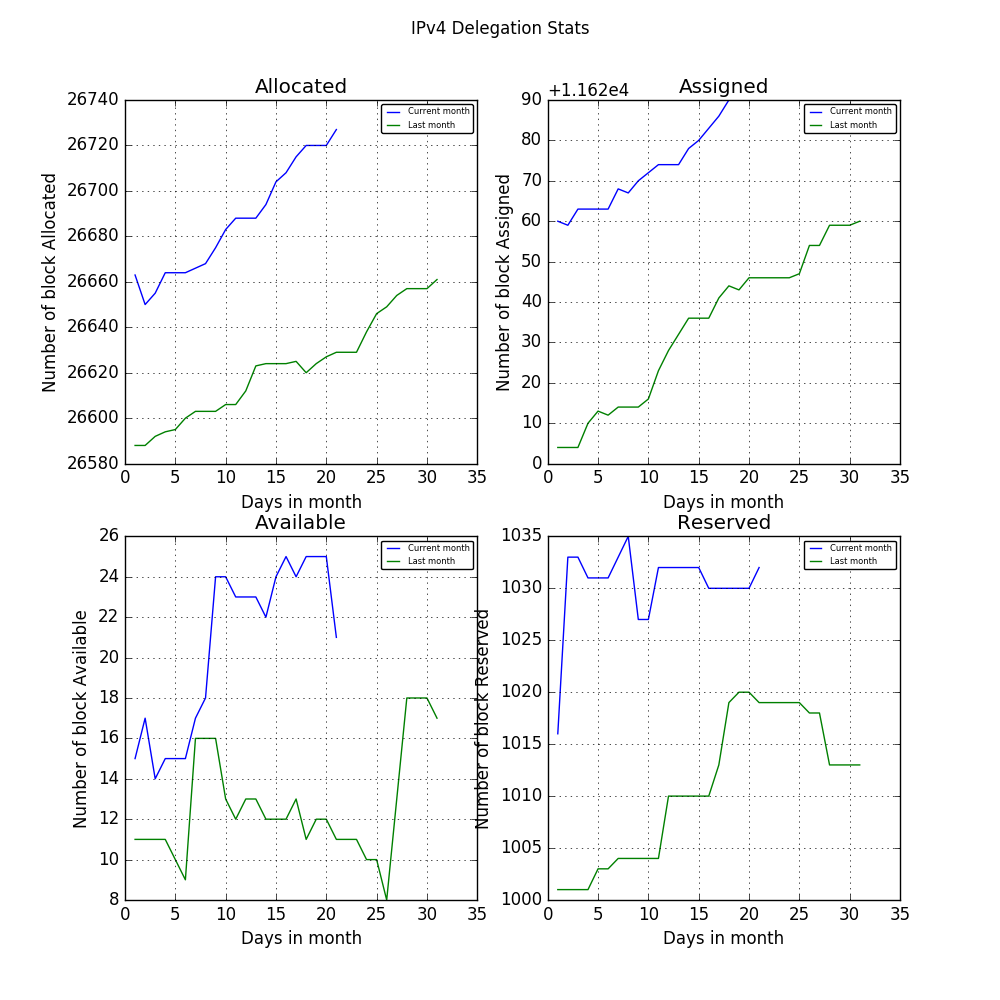 IPv4 Delegation Stats
Allocated
Number of block Allocated
26740
26720
26700
26680
26660
26640
26620
26600
26580
0 5 10 15 20 25 30 35
Days in month
Current month
Last month
+1.162e4
Assigned
Number of block Assigned
90
80
70
60
50
40
30
20
10
0
0 5 10 15 20 25 30 35
Days in month
Current month
Last month
Available
Number of block Available
26
24
22
20
18
16
14
12
10
8
0 5 10 15 20 25 30 35
Days in month
Current month
Last month
Reserved
Number of block Reserved
1035
1030
1025
1020
1015
1010
1005
1000
0 5 10 15 20 25 30 35
Days in month
Current month
Last month